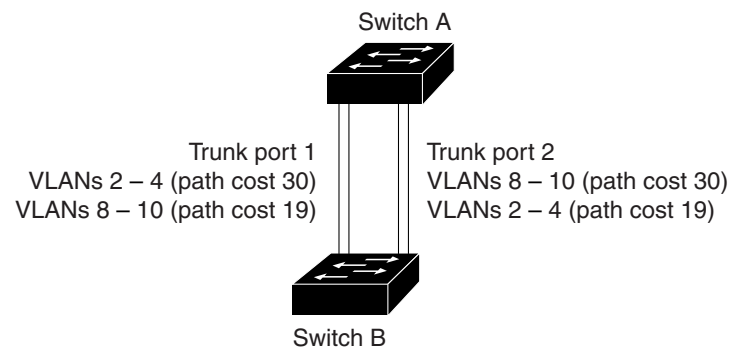 Switch A
Trunk port 1
VLANs 2 – 4 (path cost 30)
VLANs 8 – 10 (path cost 19)
Trunk port 2
VLANs 8 – 10 (path cost 30)
VLANs 2 – 4 (path cost 19)
Switch B